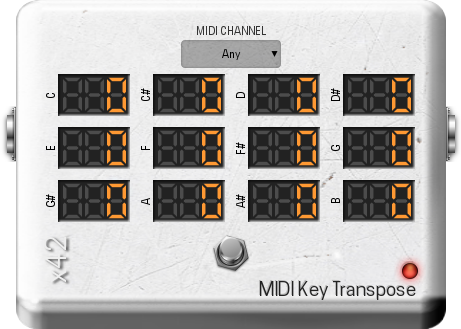 MIDI CHANNEL
Any
C 0 C# 0 D 0 D# 0
E 0 F 0 F# 0 G 0
G# 0 A 0 A# 0 B 0
x42
MIDI Key Transpose